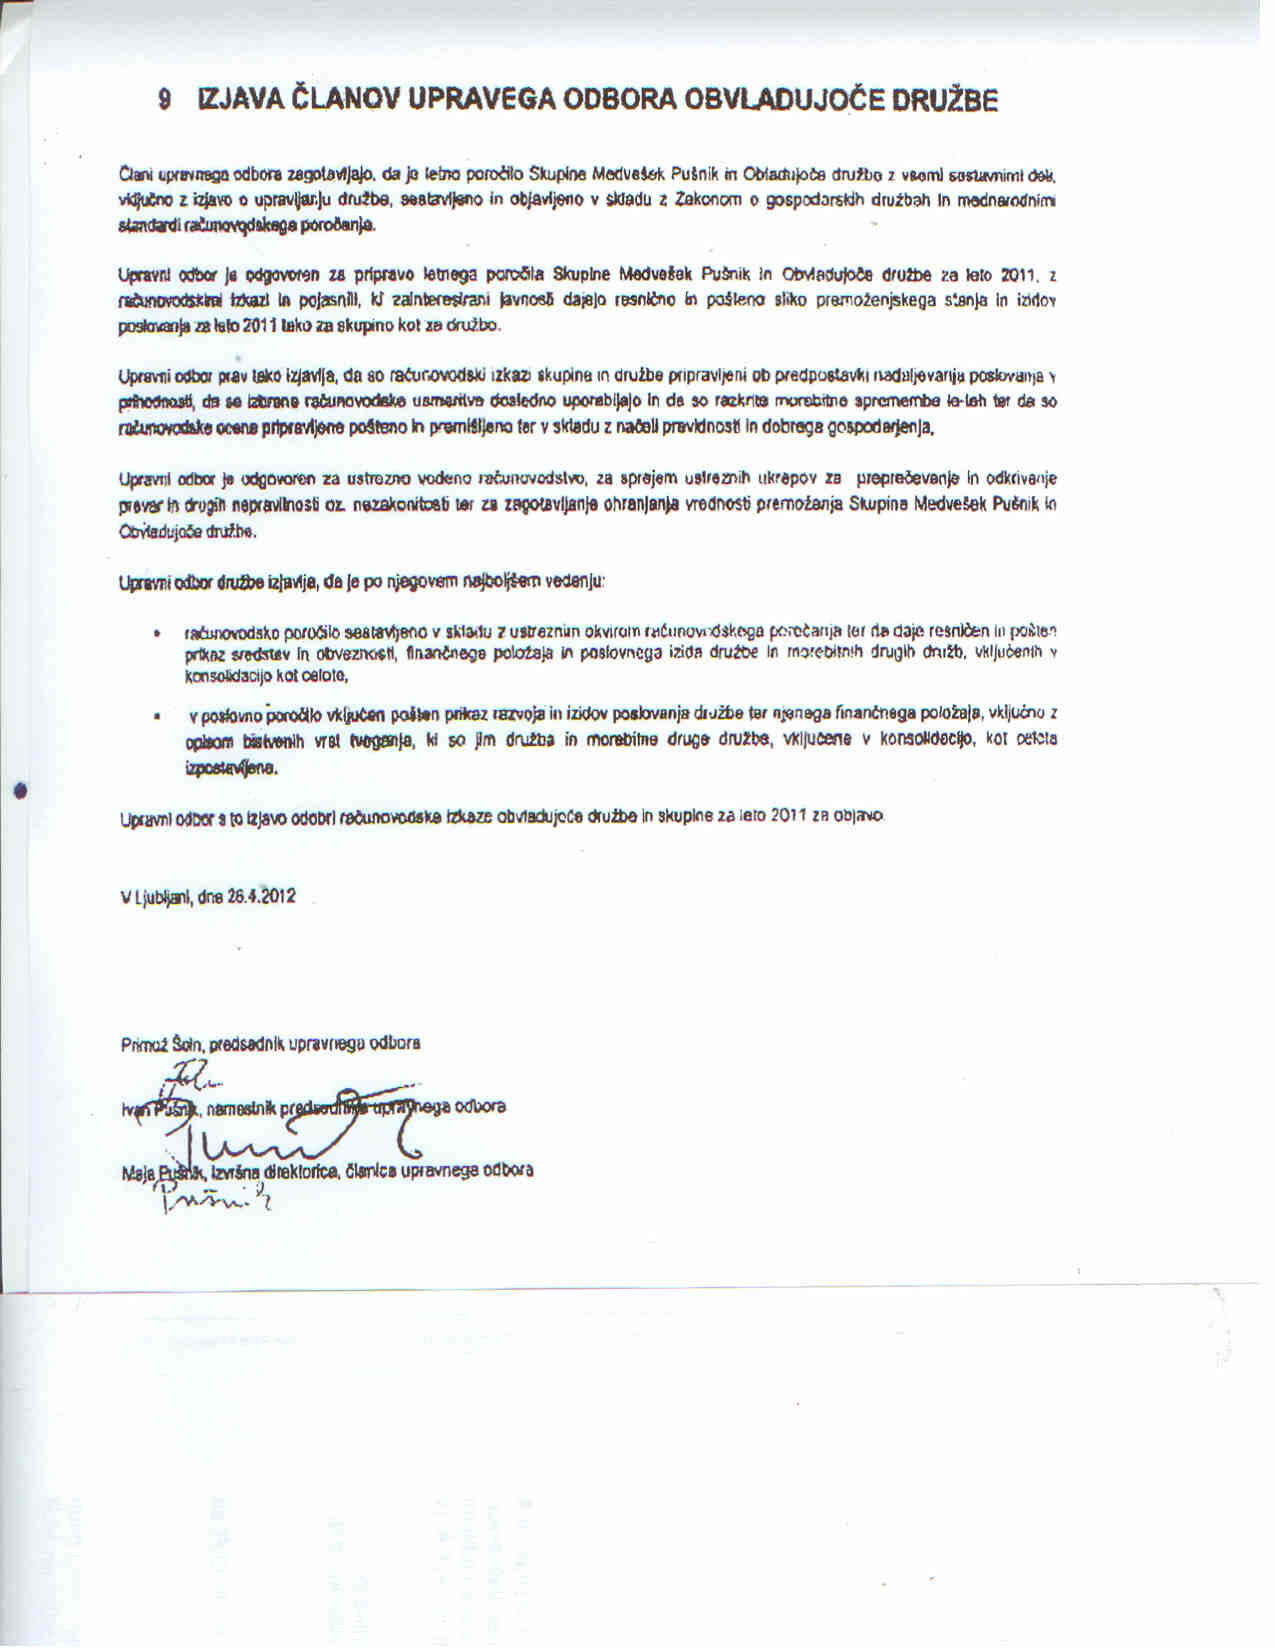 9 IZJAVA ČLANOV UPRAVEGA ODBORA OBVLADUJOČE DRUŽBE
Člani upravnega odbora zagotavljajo, da je letno poročilo Skupine Medvešek Pušnik in Obladujoče družbe z vsemi sestavnimi deli,
vključno z izjavo o upravljanju družbe, sestavljeno in objavljeno v skladu z Zakonom o gospodarskih družbah in mednarodnimi
standardi računovodskega poročanja.
Upravni odbor je odgovoren za pripravo letnega poročila Skupine Medvešek Pušnik in Obvladujoče družbe za leto 2011, z
računovodskimi izkazi in pojasnili, ki zainteresirani javnosti dajejo resnično in pošteno sliko premoženjskega stanja in izidov
poslovanja za leto 2011 tako za skupino kot za družbo.
Upravni odbor prav tako izjavlja, da so računovodski izkazi skupine in družbe pripravljeni ob predpostavki nadaljevanja poslovanja v
prihodnosti, da se izbrane računovodske usmeritve dosledno uporabljajo in da so razkrite morebitne spremembe le-teh ter da so
računovodske ocene pripravljene pošteno in premišljeno ter v skladu z načeli previdnosti in dobrega gospodarjenja.
Upravni odbor je odgovoren za ustrezno vodeno računovodstvo, za sprejem ustreznih ukrepov za preprečevanje in odkrivanje
prevar in drugih nepravilnosti oz. nezakonitosti ter za zagotavljanje ohranjanja vrednosti premoženja Skupine Medvešek Pušnik in
Obvladujoče družbe.
Upravni odbor družbe izjavlja, da je po njegovem najboljšem vedenju:
• računovodsko poročilo sestavljeno v skladu z ustreznim okvirom računovodskega poročanja ter da daje resničen in pošten
prikaz sredstev in obveznosti, finančnega položaja in poslovnega izida družbe in morebitnih drugih družb, vključenih v
konsolidacijo kot celote,
• v poslovno poročilo vključen pošten prikaz razvoja in izidov poslovanja družbe ter njenega finančnega položaja, vključno z
opisom bistvenih vrst tveganja, ki so jim družba in morebitne druge družbe, vključene v konsolidacijo, kot celota
izpostavljene.
Upravni odbor s to izjavo odobri računovodske izkaze obvladujoče družbe in skupine za leto 2011 za objavo.
V Ljubljani, dne 26.4.2012
Primož Šoln, predsednik upravnega odbora
Ivan Pušnik, namestnik predsednika upravnega odbora
Maja Pušnik, izvršna direktorica, članica upravnega odbora
Pušnik